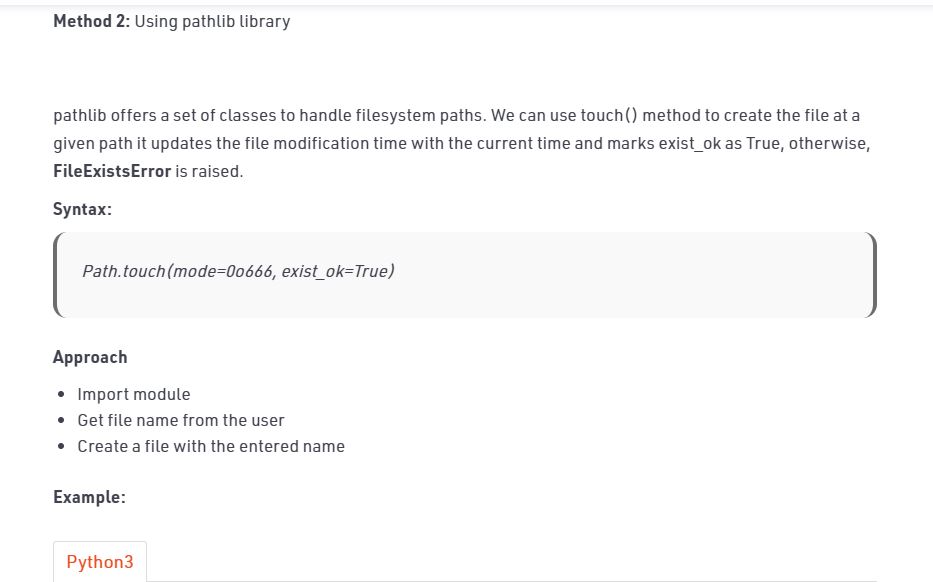 Method 2: Using pathlib library
pathlib offers a set of classes to handle filesystem paths. We can use touch() method to create the file at a
given path it updates the file modification time with the current time and marks exist_ok as True, otherwise,
FileExistsError is raised.
Syntax:
Path.touch(mode=0o666, exist_ok=True)
Approach
• Import module
• Get file name from the user
• Create a file with the entered name
Example:
Python3